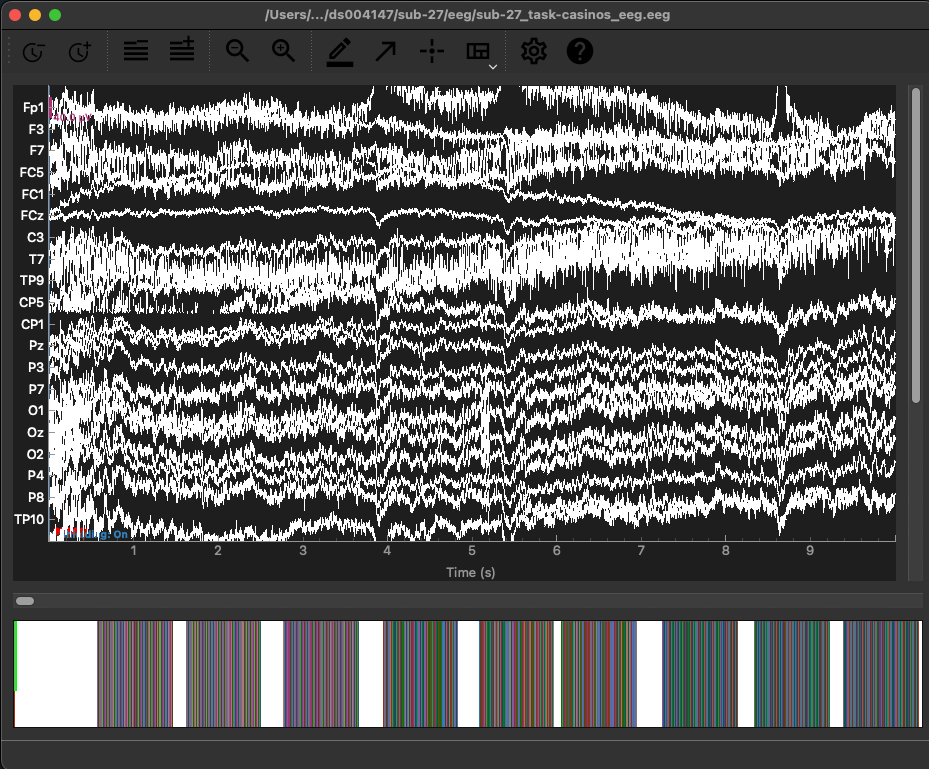 /Users/.../ds004147/sub-27/eeg/sub-27_task-casinos_eeg.eeg
Fp1
F3
F7
FC5
FC1
FCz
C3
T7
TP9
CP5
CP1
Pz
P3
P7
O1
Oz
O2
P4
P8
TP10
1 2 3 4 5 6 7 8 9
Time (s)